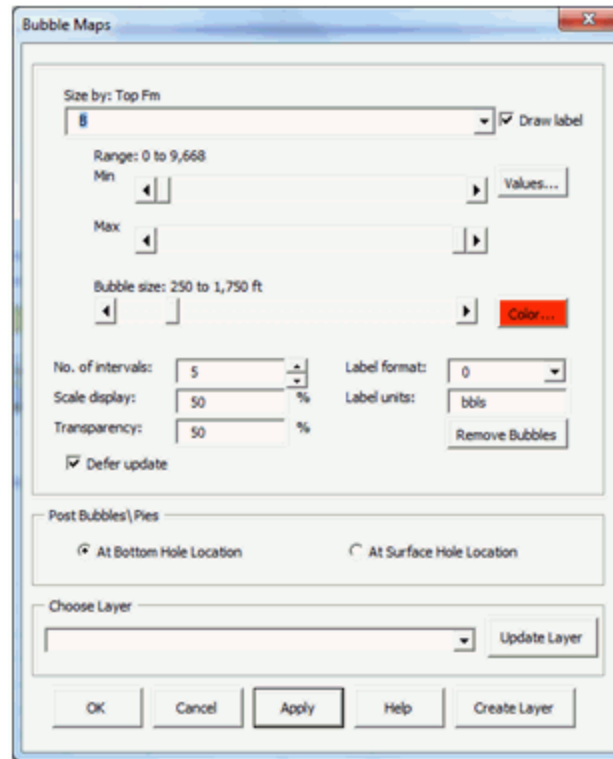 Bubble Maps
Size by: Top Fm
Draw label
Range: 0 to 9,668
Min
Values...
Max
Bubble size: 250 to 1,750 ft
Color...
No. of intervals: 5 Label format: 0
Scale display: 50 % Label units: bbls
Transparency: 50 % Remove Bubbles
Defer update
Post Bubbles\Pies
At Bottom Hole Location At Surface Hole Location
Choose Layer
Update Layer
OK Cancel Apply Help Create Layer